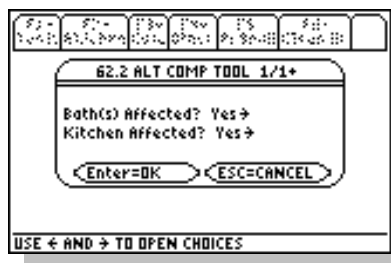 62.2 ALT COMP TOOL 1/1+
Bath(s) Affected? Yes→
Kitchen Affected? Yes→
Enter=OK ESC=CANCEL
USE ← AND → TO OPEN CHOICES